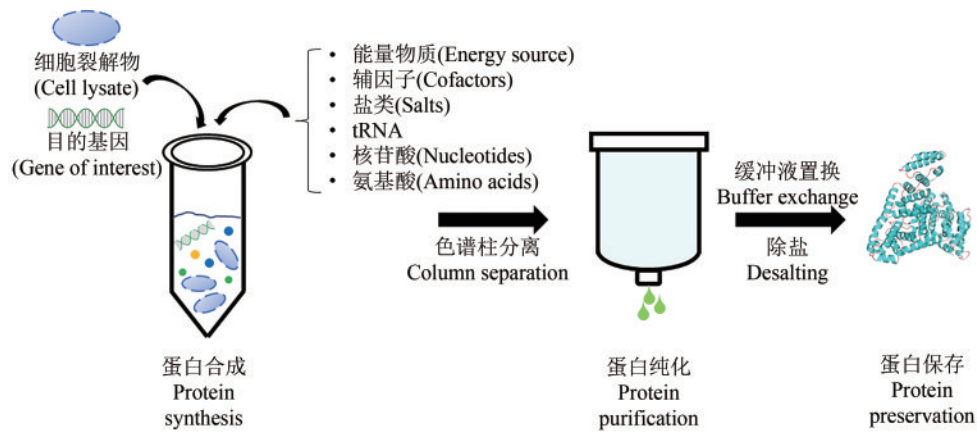 细胞裂解物
(Cell lysate)
目的基因
(Gene of interest)
• 能量物质(Energy source)
• 辅因子(Cofactors)
• 盐类(Salts)
• tRNA
• 核苷酸(Nucleotides)
• 氨基酸(Amino acids)
色谱柱分离
Column separation
缓冲液置换
Buffer exchange
除盐
Desalting
蛋白合成
Protein
synthesis
蛋白纯化
Protein
purification
蛋白保存
Protein
preservation